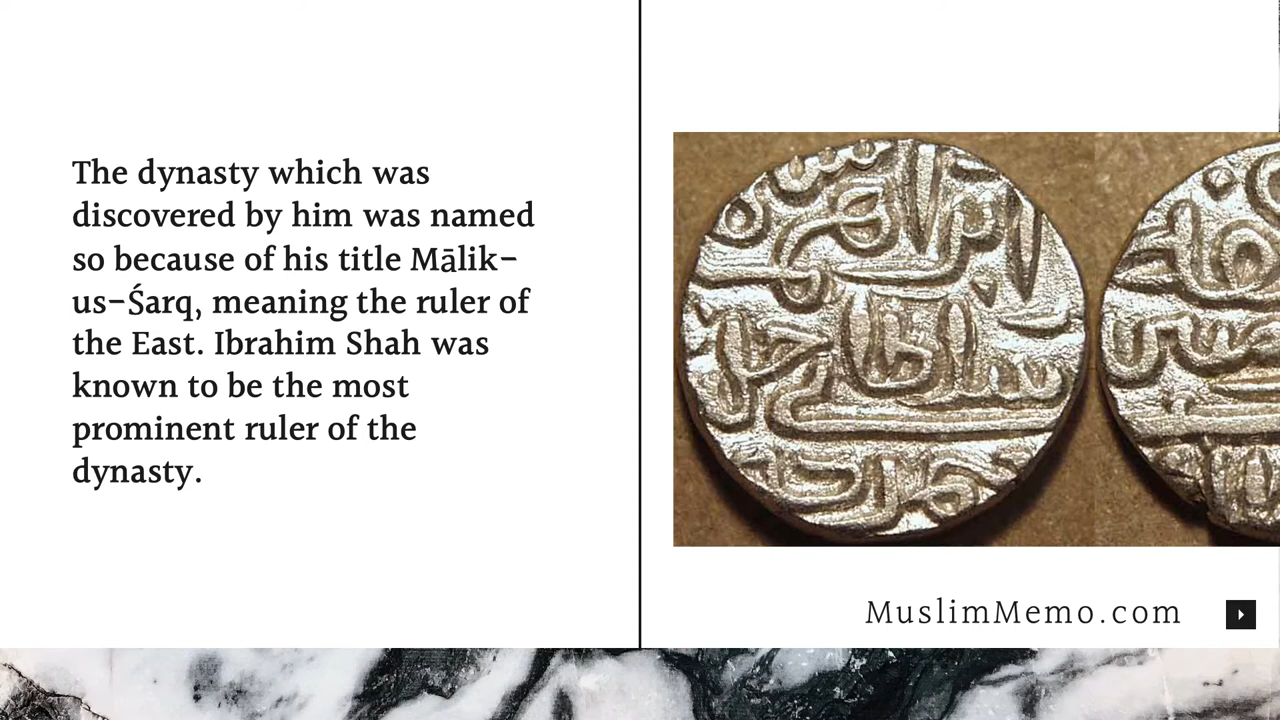 The dynasty which was
discovered by him was named
so because of his title Mālik-
us-Śarq, meaning the ruler of
the East. Ibrahim Shah was
known to be the most
prominent ruler of the
dynasty.
MuslimMemo.com